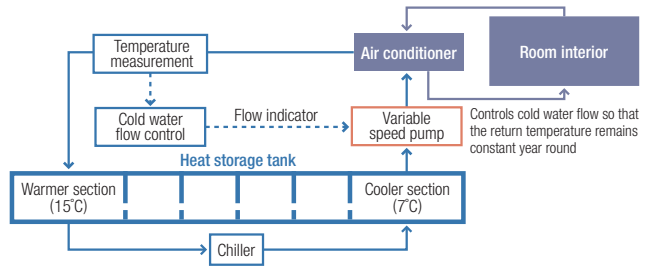 Temperature
measurement
Air conditioner
Room interior
Cold water
flow control
Flow indicator
Variable
speed pump
Controls cold water flow so that
the return temperature remains
constant year round
Heat storage tank
Warmer section
(15˚C)
Cooler section
(7˚C)
Chiller